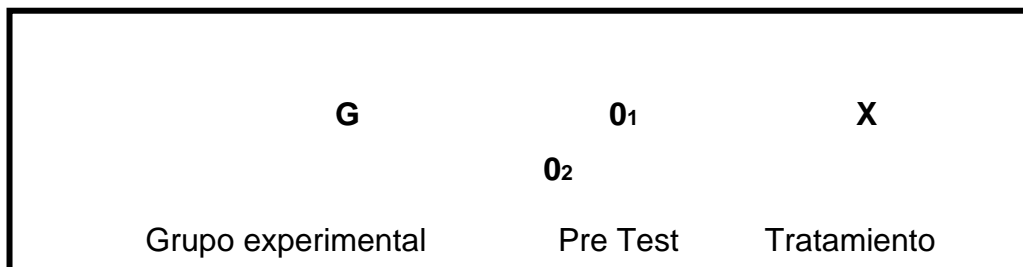 G 0₁ X
0₂
Grupo experimental Pre Test Tratamiento